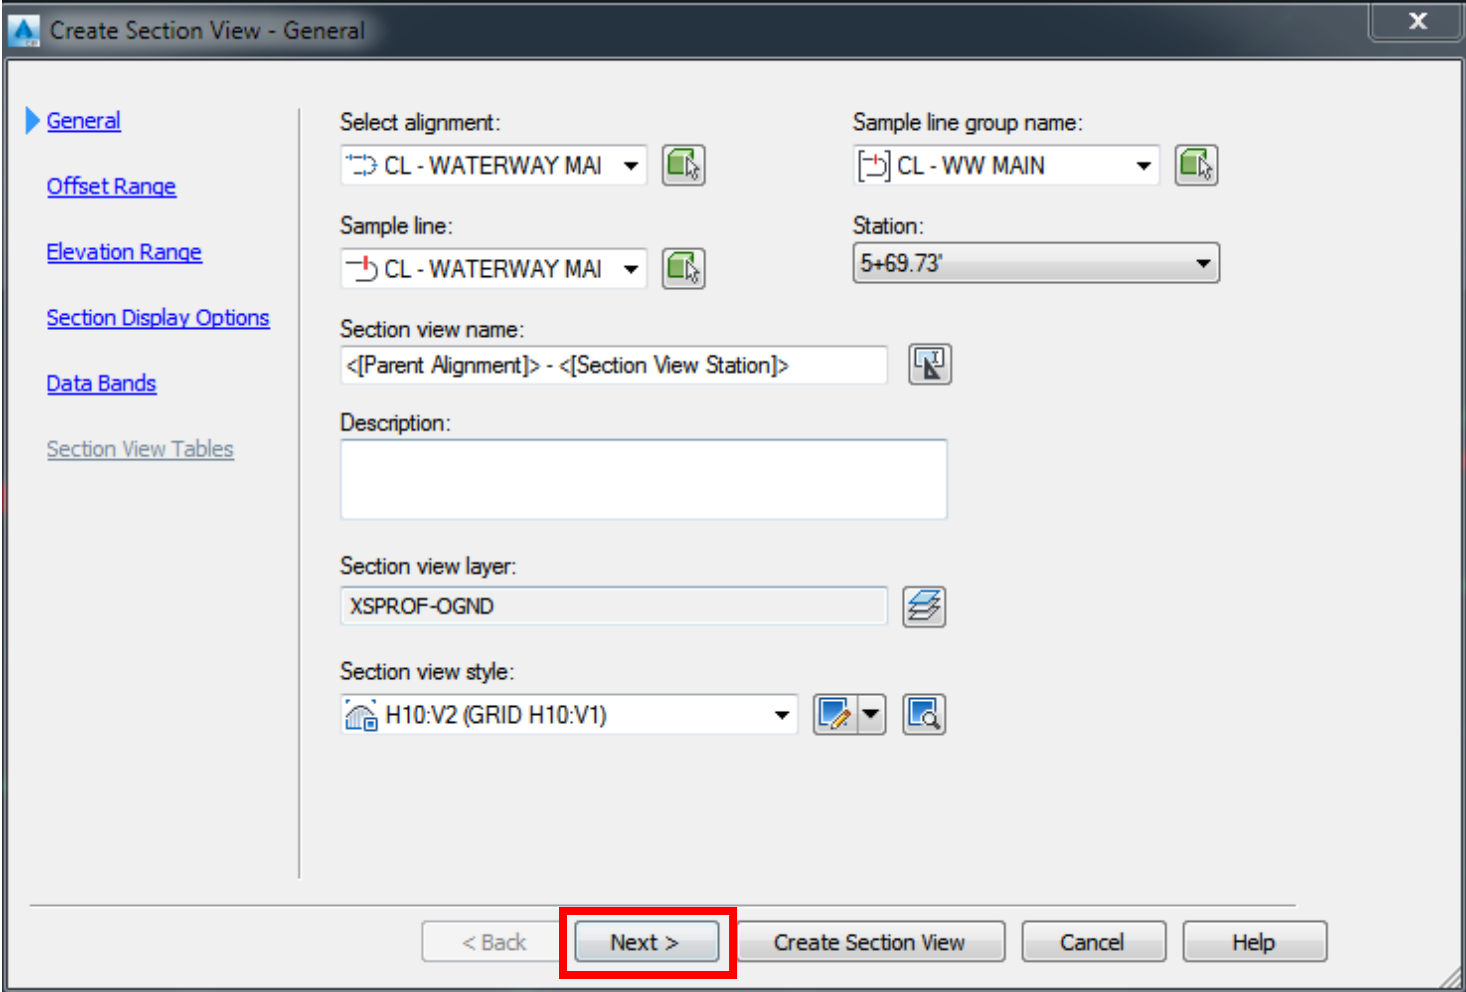 Create Section View - General
X
General
Offset Range
Elevation Range
Section Display Options
Data Bands
Section View Tables
Select alignment:
CL - WATERWAY MAI
Sample line group name:
CL - WW MAIN
Sample line:
CL - WATERWAY MAI
Station:
5+69.73'
Section view name:
<[Parent Alignment]> - <[Section View Station]>
Description:
Section view layer:
XSPROF-OGND
Section view style:
H10:V2 (GRID H10:V1)
< Back
Next >
Create Section View
Cancel
Help